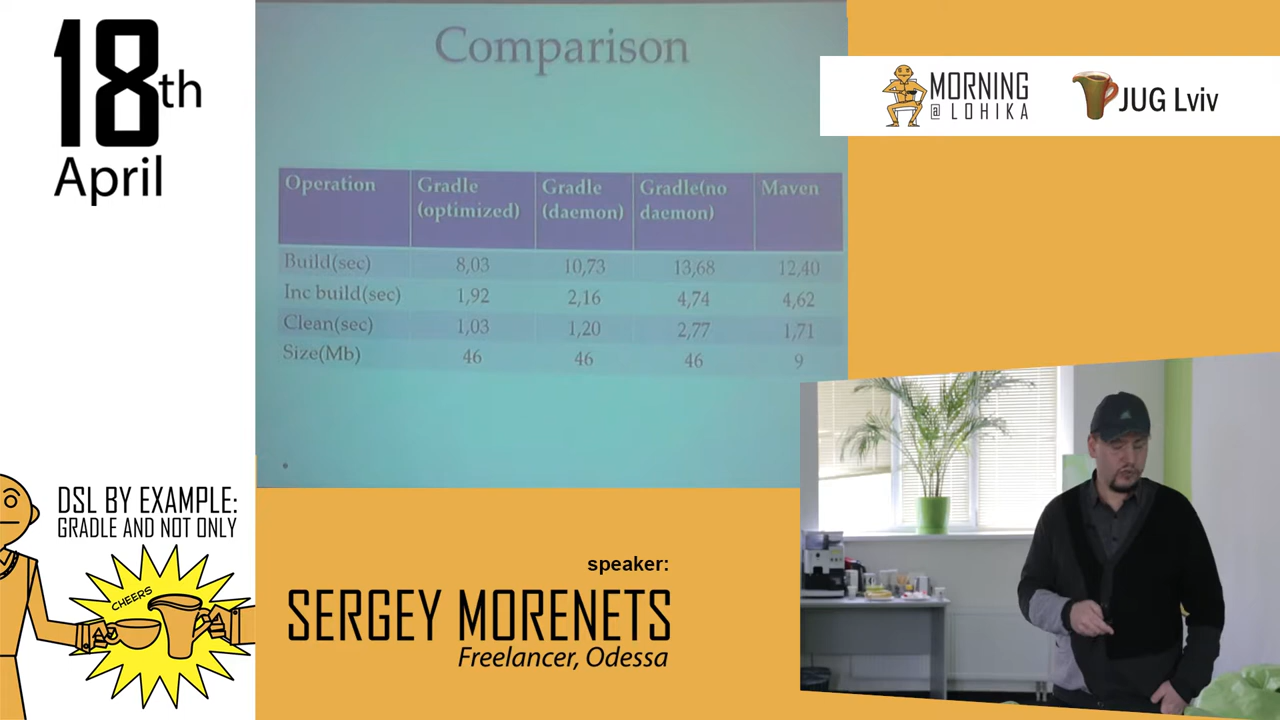 18th
April
Comparison
Operation Gradle (optimized) Gradle (daemon) Gradle(no daemon) Maven
Build(sec) 8,03 10,73 13,68 12,40
Inc build(sec) 1,92 2,16 4,74 4,62
Clean(sec) 1,03 1,20 2,77 1,71
Size(Mb) 46 46 46 9
MORNING
@ LOHIKA
JUG Lviv
DSL BY EXAMPLE:
GRADLE AND NOT ONLY
CHEERS
speaker:
SERGEY MORENETS
Freelancer, Odessa